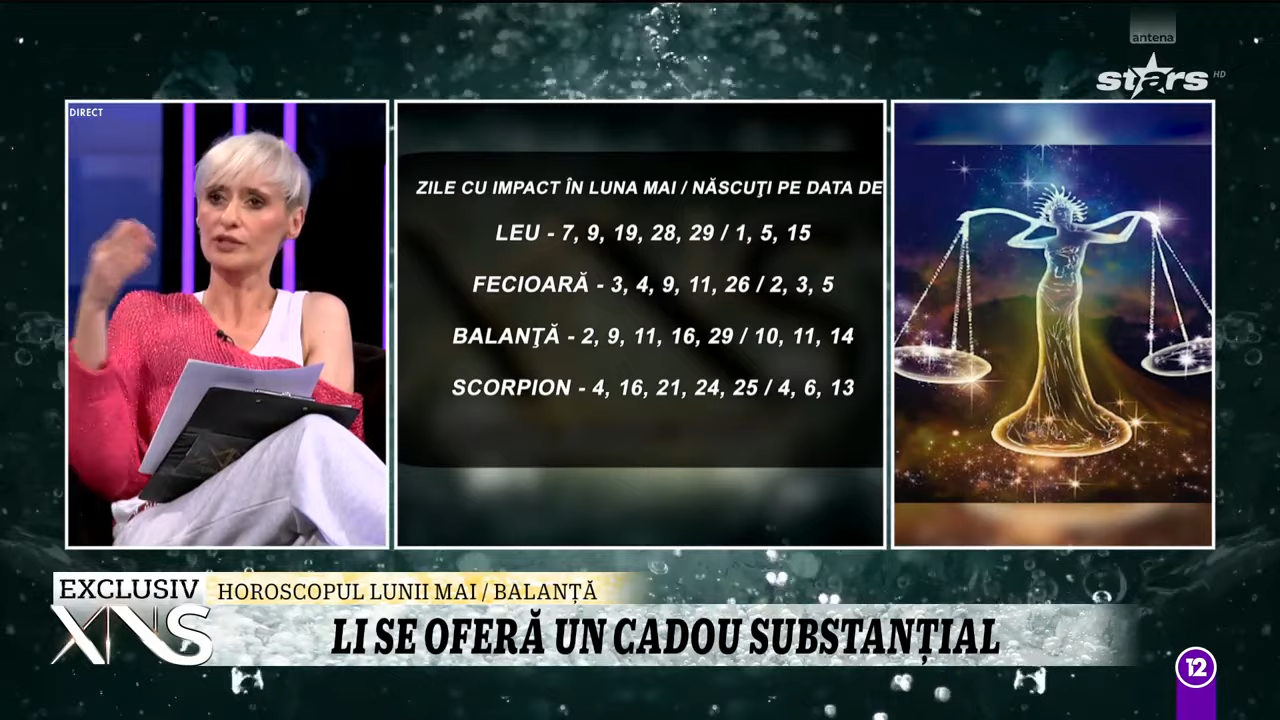 antena
stars HD
DIRECT
ZILE CU IMPACT ÎN LUNA MAI / NĂSCUŢI PE DATA DE
LEU - 7, 9, 19, 28, 29 / 1, 5, 15
FECIOARĂ - 3, 4, 9, 11, 26 / 2, 3, 5
BALANŢĂ - 2, 9, 11, 16, 29 / 10, 11, 14
SCORPION - 4, 16, 21, 24, 25 / 4, 6, 13
EXCLUSIV
HOROSCOPUL LUNII MAI / BALANȚĂ
XNS
LI SE OFERĂ UN CADOU SUBSTANȚIAL
12